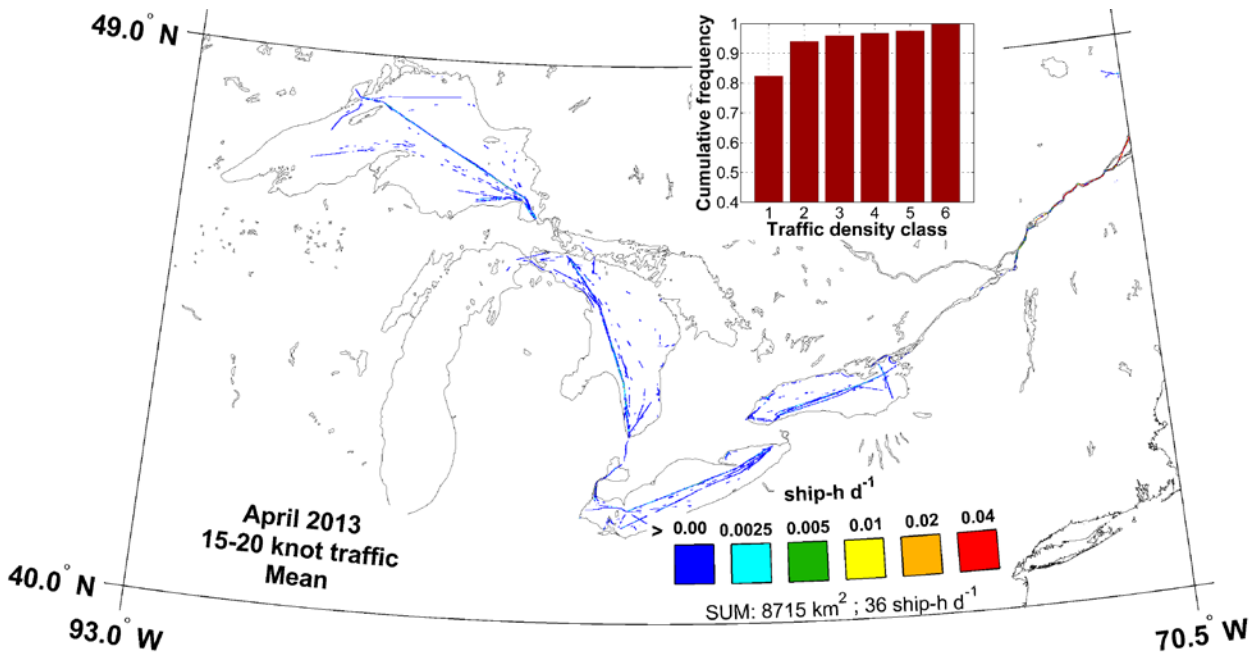 49.0° N
1
0.9
0.8
0.7
0.6
0.5
0.4
Cumulative frequency
1 2 3 4 5 6
Traffic density class
April 2013
15-20 knot traffic
Mean
ship-h d⁻¹
> 0.00 0.0025 0.005 0.01 0.02 0.04
SUM: 8715 km² ; 36 ship-h d⁻¹
40.0° N
93.0° W
70.5° W